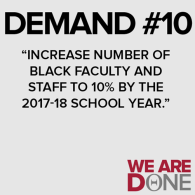 DEMAND #10
“INCREASE NUMBER OF
BLACK FACULTY AND
STAFF TO 10% BY THE
2017-18 SCHOOL YEAR.”
WE ARE
DONE